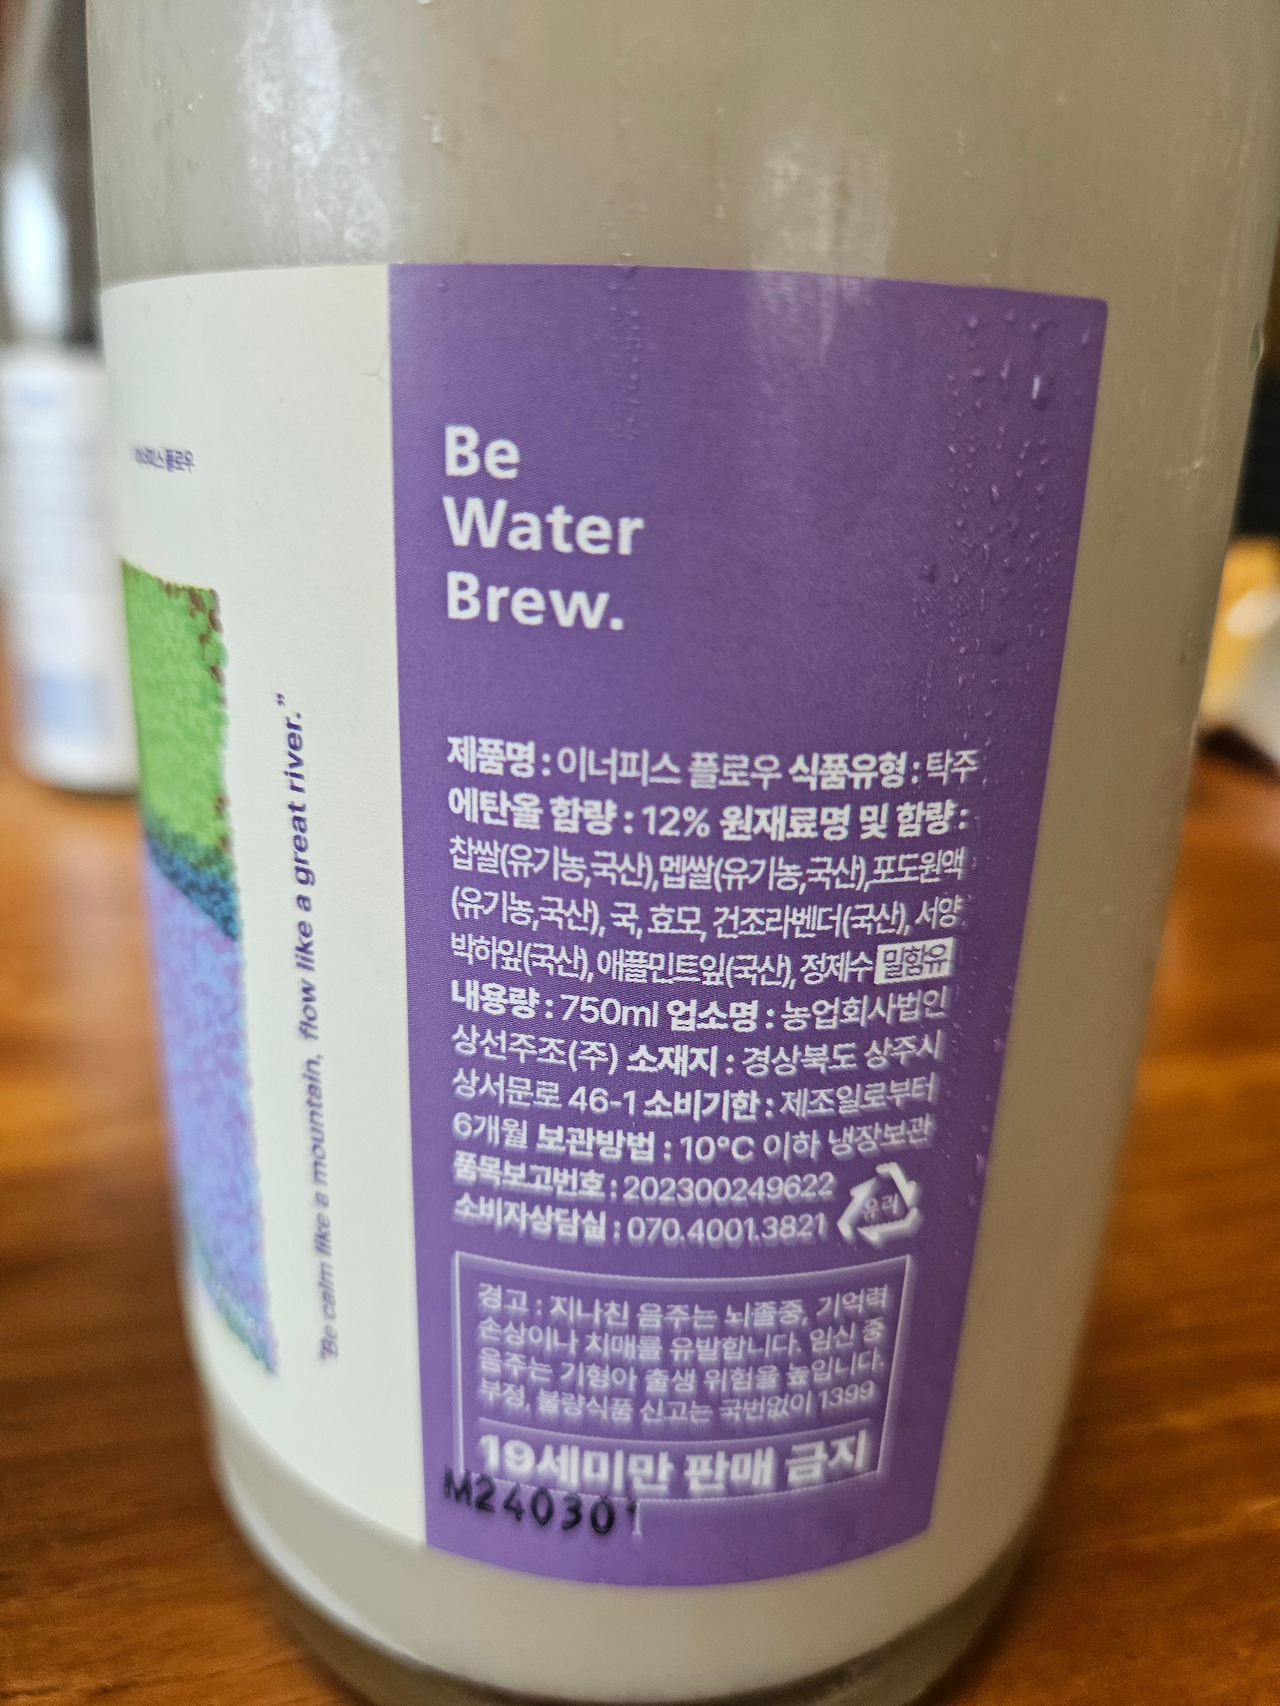 이너피스플로우
"Be calm like a mountain, flow like a great river."
Be
Water
Brew.
제품명 : 이너피스 플로우 식품유형 : 탁주
에탄올 함량 : 12% 원재료명 및 함량 :
찹쌀(유기농,국산),멥쌀(유기농,국산),포도원액
(유기농,국산), 국, 효모, 건조라벤더(국산), 서양
박하잎(국산), 애플민트잎(국산), 정제수 밀함유
내용량 : 750ml 업소명 : 농업회사법인
상선주조(주) 소재지 : 경상북도 상주시
상서문로 46-1 소비기한 : 제조일로부터
6개월 보관방법 : 10°C 이하 냉장보관
품목보고번호 : 202300249622
소비자상담실 : 070.4001.3821
유리
경고 : 지나친 음주는 뇌졸중, 기억력
손상이나 치매를 유발합니다. 임신 중
음주는 기형아 출생 위험을 높입니다.
부정, 불량식품 신고는 국번없이 1399
19세미만 판매 금지
M240301